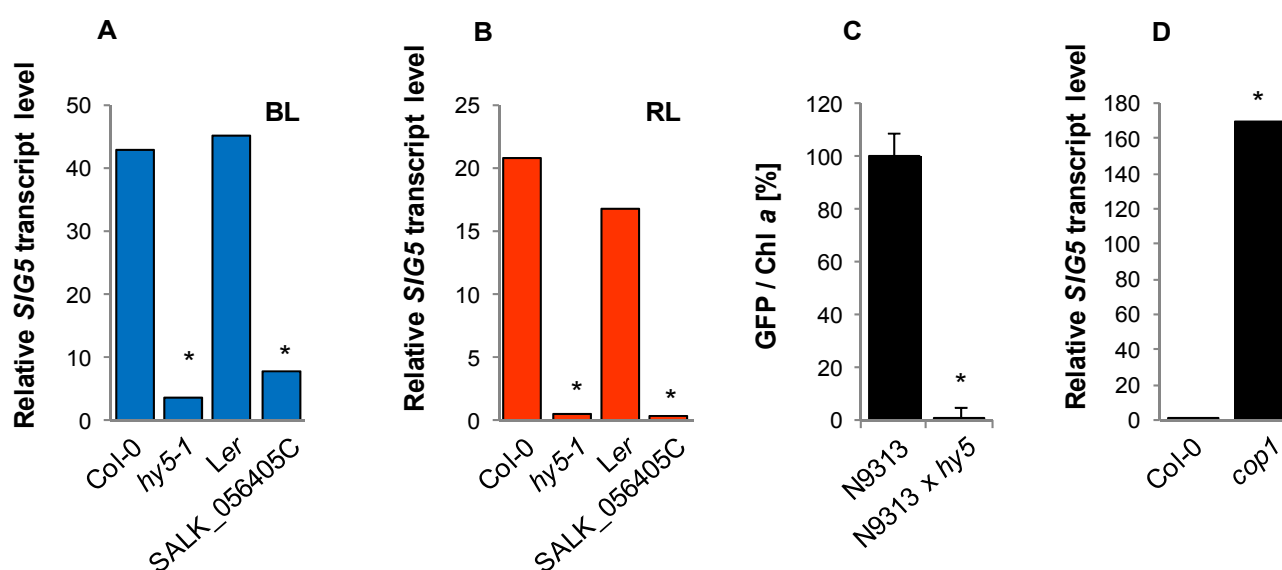 A
Relative SIG5 transcript level
BL
50
40
30
20
10
0
*
*
Col-0
hy5-1
Ler
SALK_056405C
B
Relative SIG5 transcript level
RL
25
20
15
10
5
0
*
*
Col-0
hy5-1
Ler
SALK_056405C
C
GFP / Chl a [%]
120
100
80
60
40
20
0
*
N9313
N9313 x hy5
D
Relative SIG5 transcript level
180
160
140
120
100
80
60
40
20
0
*
Col-0
cop1